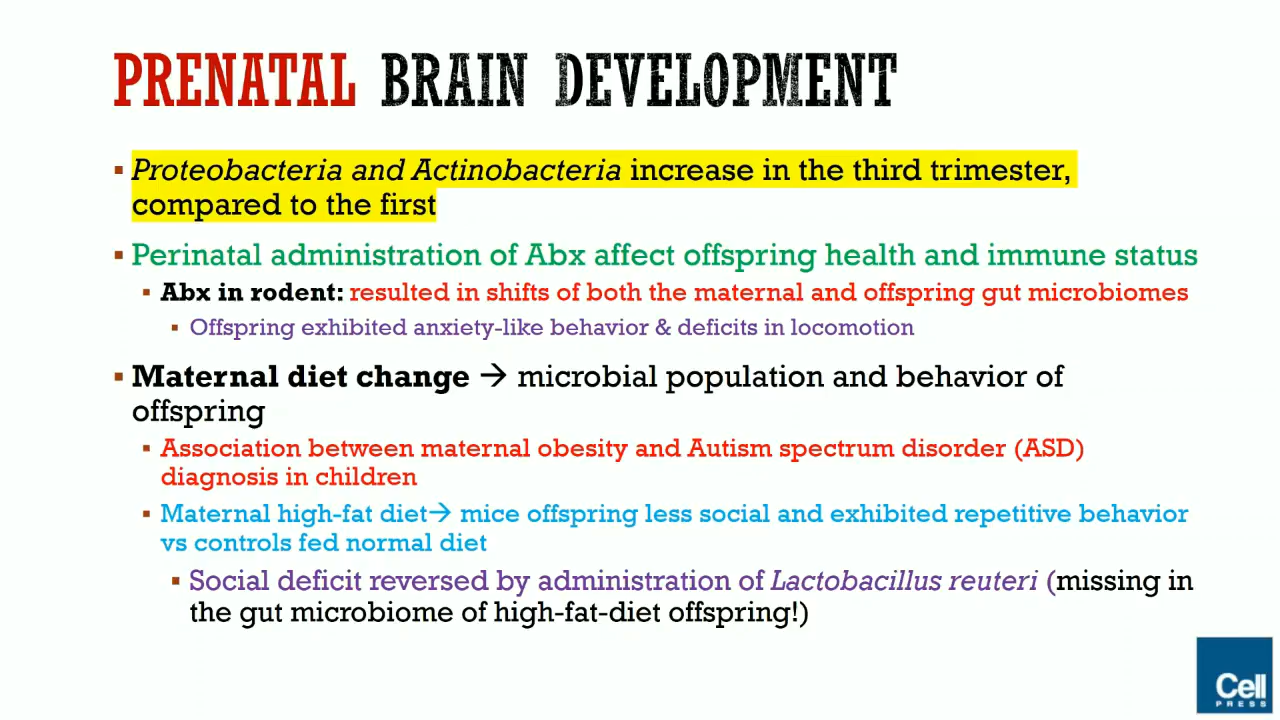 PRENATAL BRAIN DEVELOPMENT
▪ Proteobacteria and Actinobacteria increase in the third trimester,
compared to the first
▪ Perinatal administration of Abx affect offspring health and immune status
▪ Abx in rodent: resulted in shifts of both the maternal and offspring gut microbiomes
▪ Offspring exhibited anxiety-like behavior & deficits in locomotion
▪ Maternal diet change → microbial population and behavior of
offspring
▪ Association between maternal obesity and Autism spectrum disorder (ASD)
diagnosis in children
▪ Maternal high-fat diet→ mice offspring less social and exhibited repetitive behavior
vs controls fed normal diet
▪ Social deficit reversed by administration of Lactobacillus reuteri (missing in
the gut microbiome of high-fat-diet offspring!)
Cell
PRESS